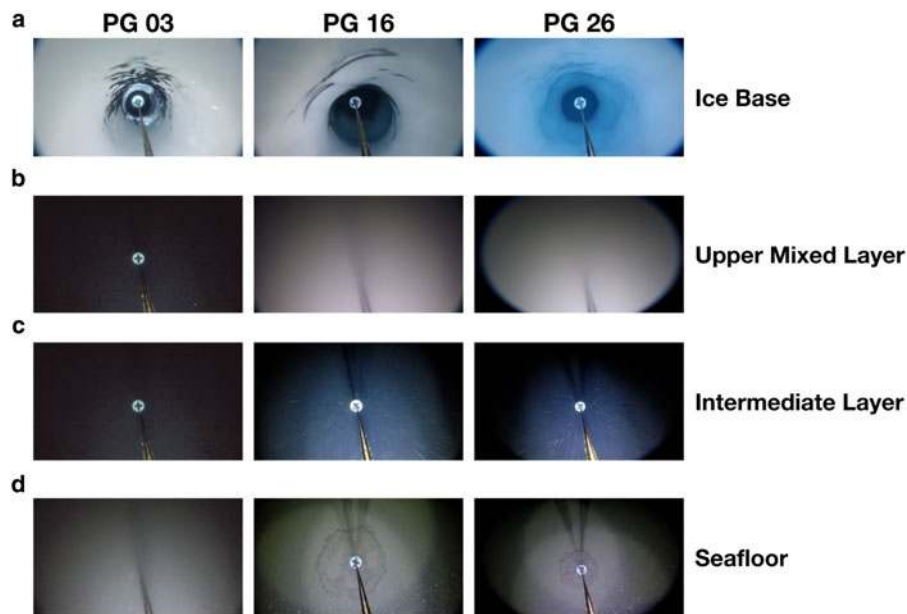 a
PG 03
PG 16
PG 26
Ice Base
b
Upper Mixed Layer
c
Intermediate Layer
d
Seafloor